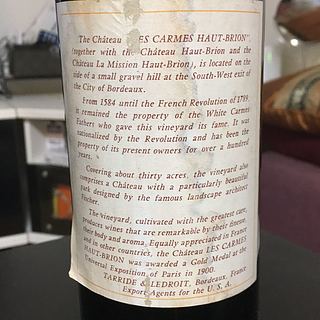 The Château LES CARMES HAUT-BRION",
(together with the Château Haut-Brion and the
Château La Mission Haut-Brion), is located on the
side of a small gravel hill at the South-West exit of
the City of Bordeaux.
From 1584 until the French Revolution of 1789,
it remained the property of the White Carmes
Fathers who gave this vineyard its fame. It was
nationalized by the Revolution and has been the
property of its present owners for over a hundred
years.
Covering about thirty acres, the vineyard also
comprises a Château with a particularly beautiful
park designed by the famous landscape architect
Fischer.
The vineyard, cultivated with the greatest care,
produces wines that are remarkable by their finesse,
their body and aroma. Equally appreciated in France
and in other countries, the Château LES CARMES
HAUT-BRION was awarded a Gold Medal at the
Universal Exposition of Paris in 1900.
TARRIDE & LEDROIT, Bordeaux, France
Export Agents for the U. S. A.